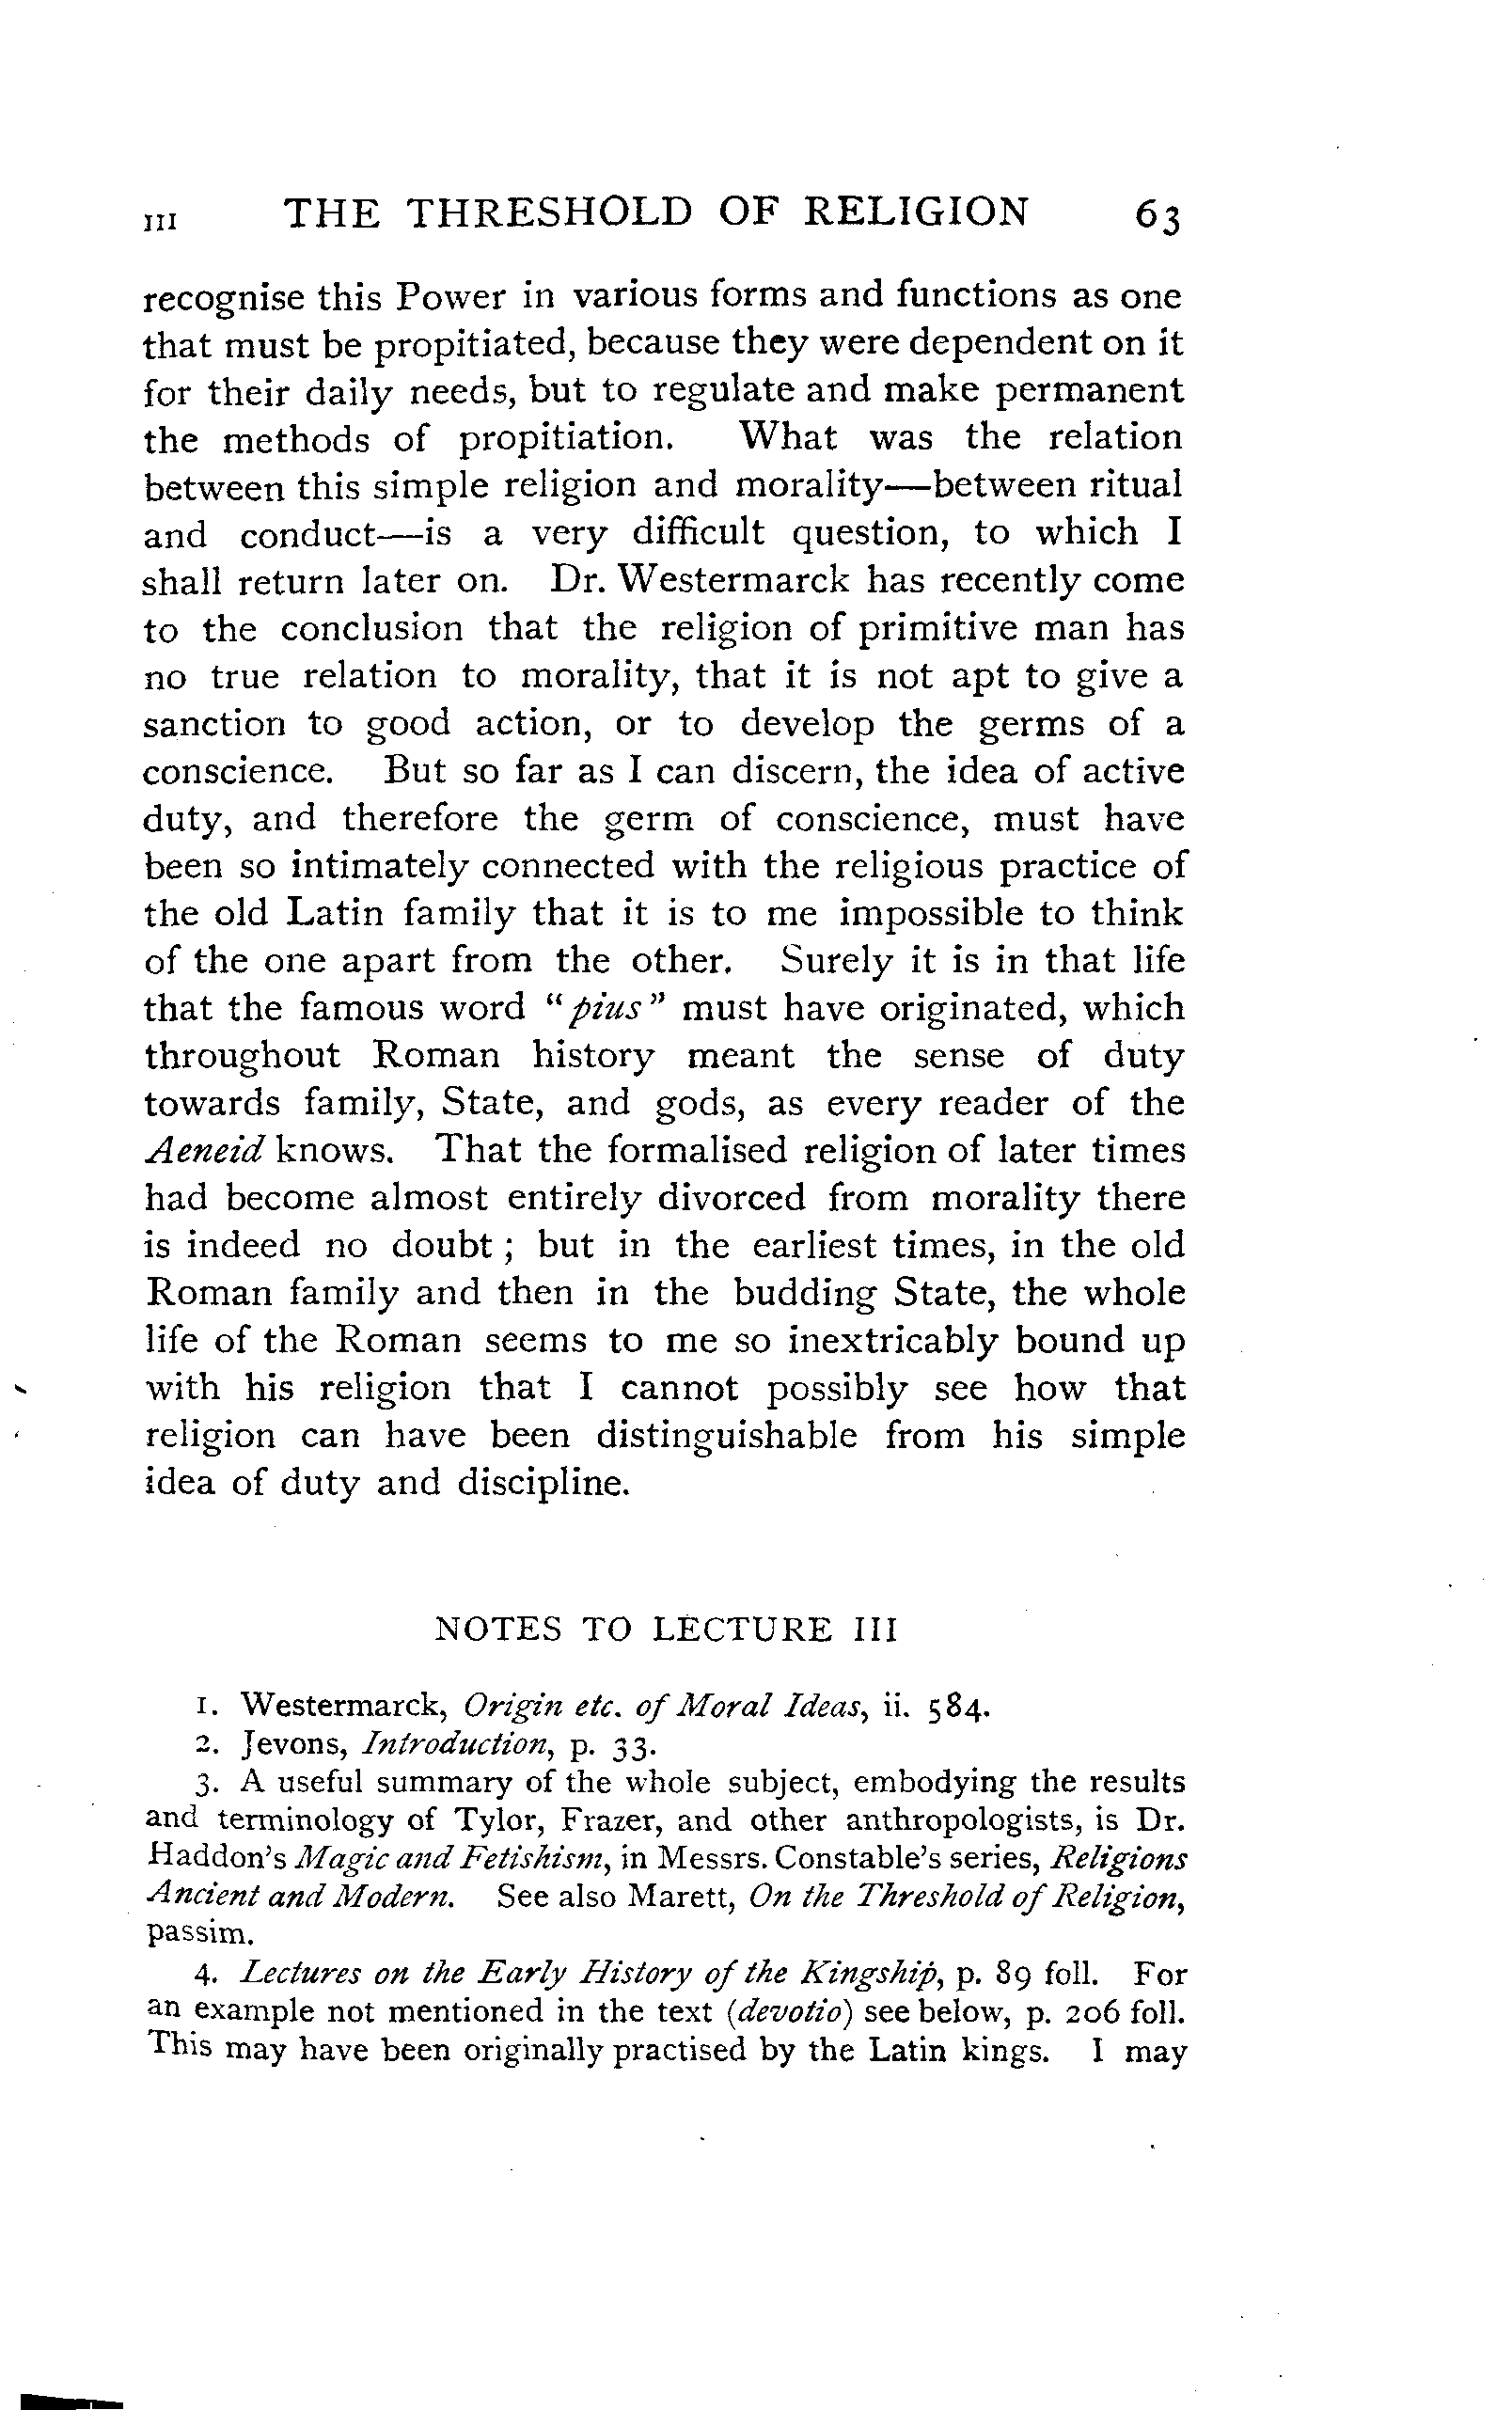 III THE THRESHOLD OF RELIGION 63
recognise this Power in various forms and functions as one
that must be propitiated, because they were dependent on it
for their daily needs, but to regulate and make permanent
the methods of propitiation. What was the relation
between this simple religion and morality—between ritual
and conduct—is a very difficult question, to which I
shall return later on. Dr. Westermarck has recently come
to the conclusion that the religion of primitive man has
no true relation to morality, that it is not apt to give a
sanction to good action, or to develop the germs of a
conscience. But so far as I can discern, the idea of active
duty, and therefore the germ of conscience, must have
been so intimately connected with the religious practice of
the old Latin family that it is to me impossible to think
of the one apart from the other. Surely it is in that life
that the famous word "pius" must have originated, which
throughout Roman history meant the sense of duty
towards family, State, and gods, as every reader of the
Aeneid knows. That the formalised religion of later times
had become almost entirely divorced from morality there
is indeed no doubt ; but in the earliest times, in the old
Roman family and then in the budding State, the whole
life of the Roman seems to me so inextricably bound up
with his religion that I cannot possibly see how that
religion can have been distinguishable from his simple
idea of duty and discipline.
NOTES TO LECTURE III
1. Westermarck, Origin etc. of Moral Ideas, ii. 584.
2. Jevons, Introduction, p. 33.
3. A useful summary of the whole subject, embodying the results
and terminology of Tylor, Frazer, and other anthropologists, is Dr.
Haddon's Magic and Fetishism, in Messrs. Constable's series, Religions
Ancient and Modern. See also Marett, On the Threshold of Religion,
passim.
4. Lectures on the Early History of the Kingship, p. 89 foll. For
an example not mentioned in the text (devotio) see below, p. 206 foll.
This may have been originally practised by the Latin kings. I may